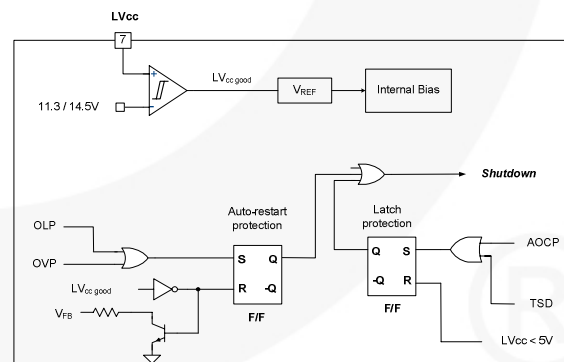 LVcc
7
+
LVcc good
11.3 / 14.5V
-
VREF
Internal Bias
Shutdown
Auto-restart
protection
Latch
protection
OLP
OVP
S Q
R -Q
F/F
Q S
-Q R
F/F
AOCP
TSD
LVcc good
VFB
LVcc < 5V
R